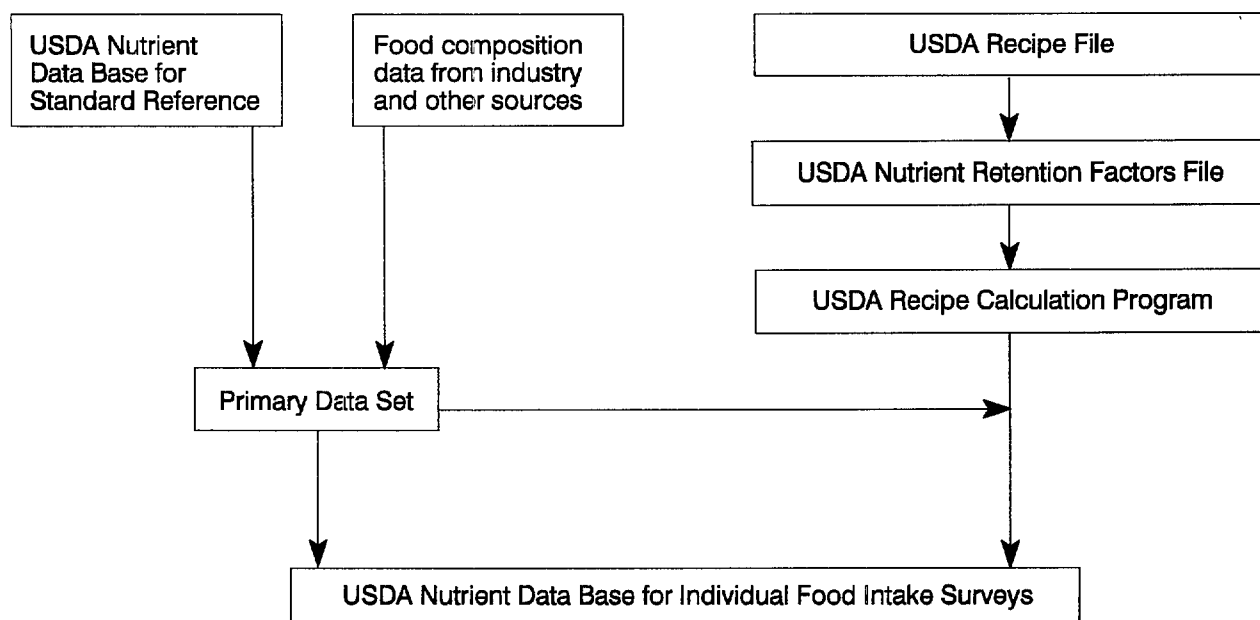 USDA Nutrient
Data Base for
Standard Reference
Food composition
data from industry
and other sources
USDA Recipe File
USDA Nutrient Retention Factors File
USDA Recipe Calculation Program
Primary Data Set
USDA Nutrient Data Base for Individual Food Intake Surveys